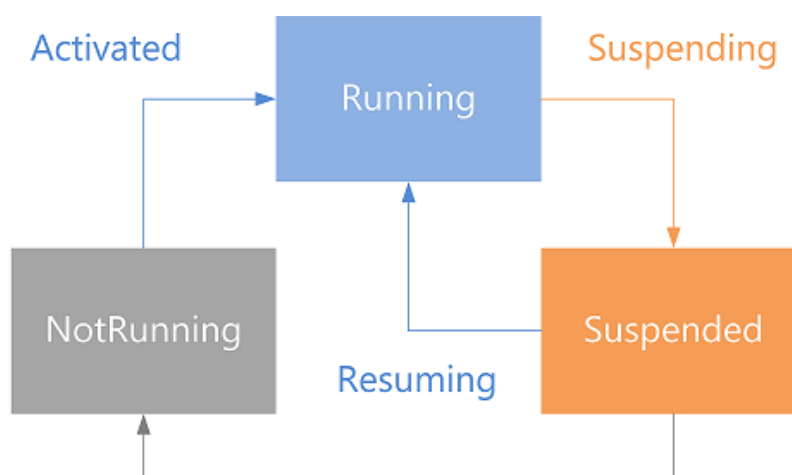 Activated
Running
Suspending
NotRunning
Suspended
Resuming